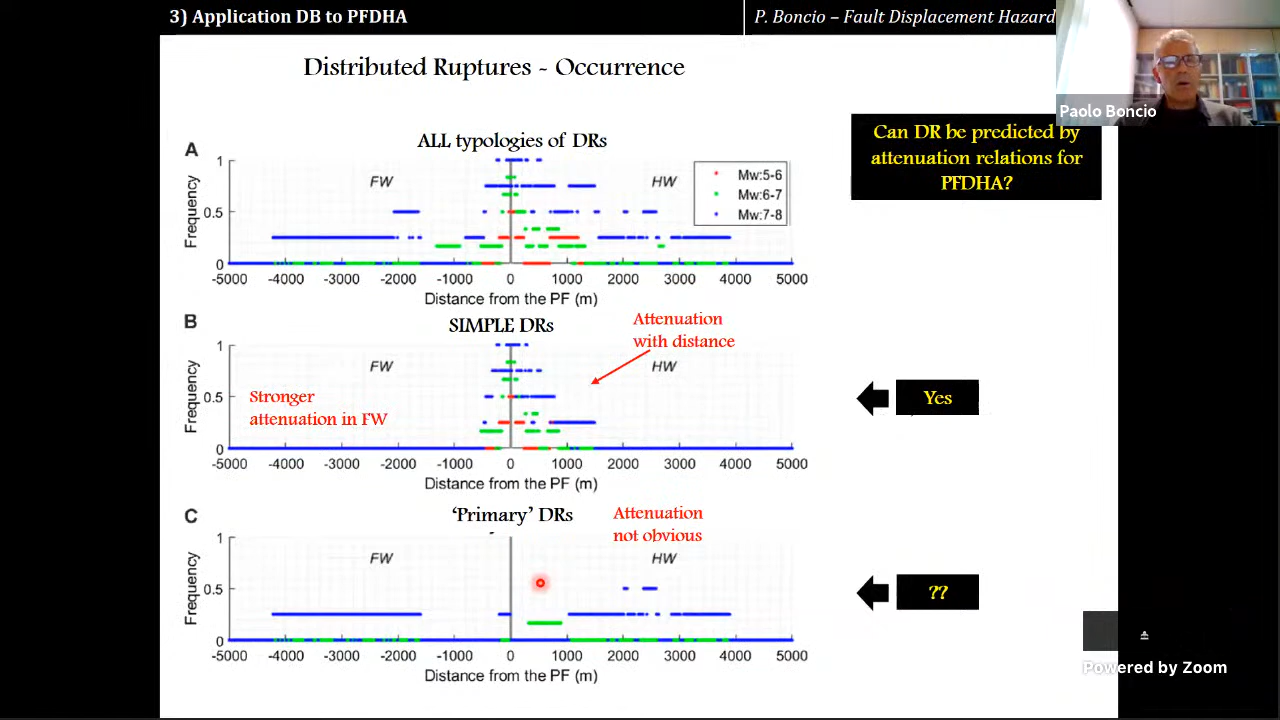 3) Application DB to PFDHA
P. Boncio – Fault Displacement Hazard
Paolo Boncio
Distributed Ruptures - Occurrence
Can DR be predicted by
attenuation relations for
PFDHA?
A
ALL typologies of DRs
FW
HW
Mw:5-6
Mw:6-7
Mw:7-8
Frequency
1
0.5
0
-5000 -4000 -3000 -2000 -1000 0 1000 2000 3000 4000 5000
Distance from the PF (m)
B
SIMPLE DRs
Attenuation
with distance
FW
HW
Stronger
attenuation in FW
Frequency
1
0.5
0
-5000 -4000 -3000 -2000 -1000 0 1000 2000 3000 4000 5000
Distance from the PF (m)
Yes
C
‘Primary’ DRs
Attenuation
not obvious
FW
HW
Frequency
1
0.5
0
-5000 -4000 -3000 -2000 -1000 0 1000 2000 3000 4000 5000
Distance from the PF (m)
??
Powered by Zoom